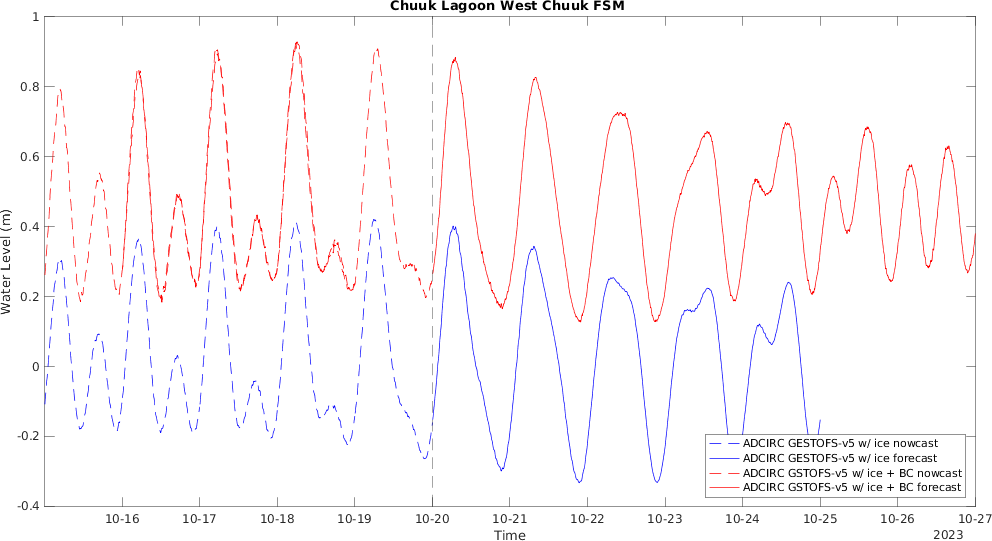 Chuuk Lagoon West Chuuk FSM
1
0.8
0.6
0.4
0.2
0
-0.2
-0.4
Water Level (m)
10-16 10-17 10-18 10-19 10-20 10-21 10-22 10-23 10-24 10-25 10-26 10-27
Time
2023
ADCIRC GESTOFS-v5 w/ ice nowcast
ADCIRC GESTOFS-v5 w/ ice forecast
ADCIRC GSTOFS-v5 w/ ice + BC nowcast
ADCIRC GSTOFS-v5 w/ ice + BC forecast